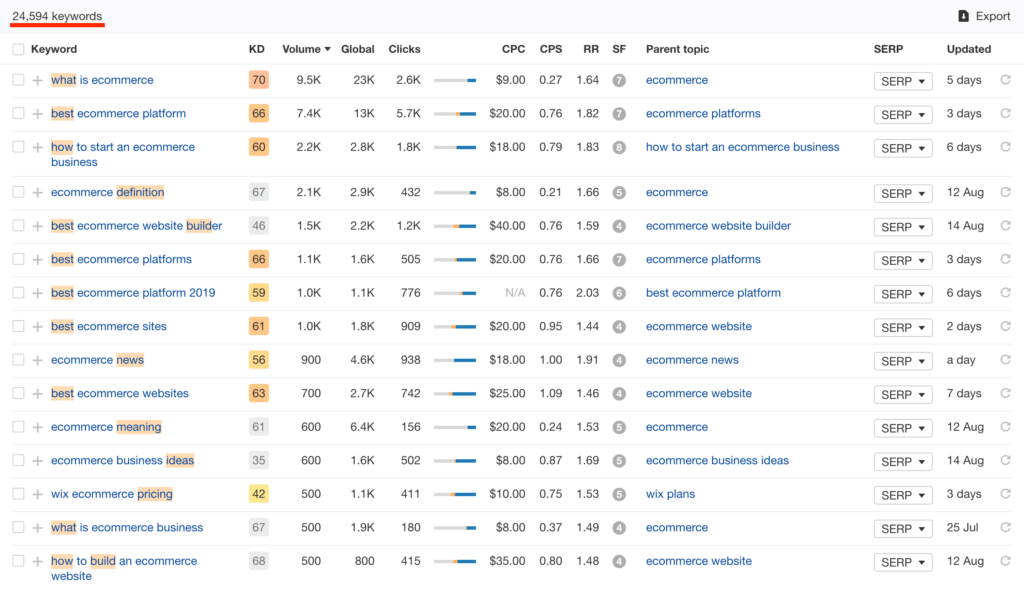 24,594 keywords Export
Keyword KD Volume Global Clicks CPC CPS RR SF Parent topic SERP Updated
what is ecommerce 70 9.5K 23K 2.6K $9.00 0.27 1.64 7 ecommerce SERP 5 days
best ecommerce platform 66 7.4K 13K 5.7K $20.00 0.76 1.82 7 ecommerce platforms SERP 3 days
how to start an ecommerce 60 2.2K 2.8K 1.8K $18.00 0.79 1.83 8 how to start an ecommerce business SERP 6 days
business
ecommerce definition 67 2.1K 2.9K 432 $8.00 0.21 1.66 5 ecommerce SERP 12 Aug
best ecommerce website builder 46 1.5K 2.2K 1.2K $40.00 0.76 1.59 4 ecommerce website builder SERP 14 Aug
best ecommerce platforms 66 1.1K 1.6K 505 $20.00 0.76 1.66 7 ecommerce platforms SERP 3 days
best ecommerce platform 2019 59 1.0K 1.1K 776 N/A 0.76 2.03 6 best ecommerce platform SERP 6 days
best ecommerce sites 61 1.0K 1.8K 909 $20.00 0.95 1.44 4 ecommerce website SERP 2 days
ecommerce news 56 900 4.6K 938 $18.00 1.00 1.91 4 ecommerce news SERP a day
best ecommerce websites 63 700 2.7K 742 $25.00 1.09 1.46 4 ecommerce website SERP 7 days
ecommerce meaning 61 600 6.4K 156 $20.00 0.24 1.53 5 ecommerce SERP 12 Aug
ecommerce business ideas 35 600 1.6K 502 $8.00 0.87 1.69 5 ecommerce business ideas SERP 14 Aug
wix ecommerce pricing 42 500 1.1K 411 $10.00 0.75 1.53 5 wix plans SERP 3 days
what is ecommerce business 67 500 1.9K 180 $8.00 0.37 1.49 4 ecommerce SERP 25 Jul
how to build an ecommerce 68 500 800 415 $35.00 0.80 1.48 4 ecommerce website SERP 12 Aug
website